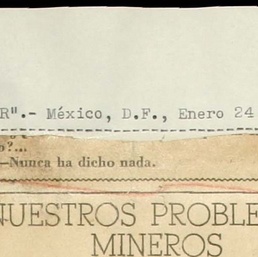 R".- México, D.F., Enero 24
o?...
—Nunca ha dicho nada.
NUESTROS PROBLE
MINEROS